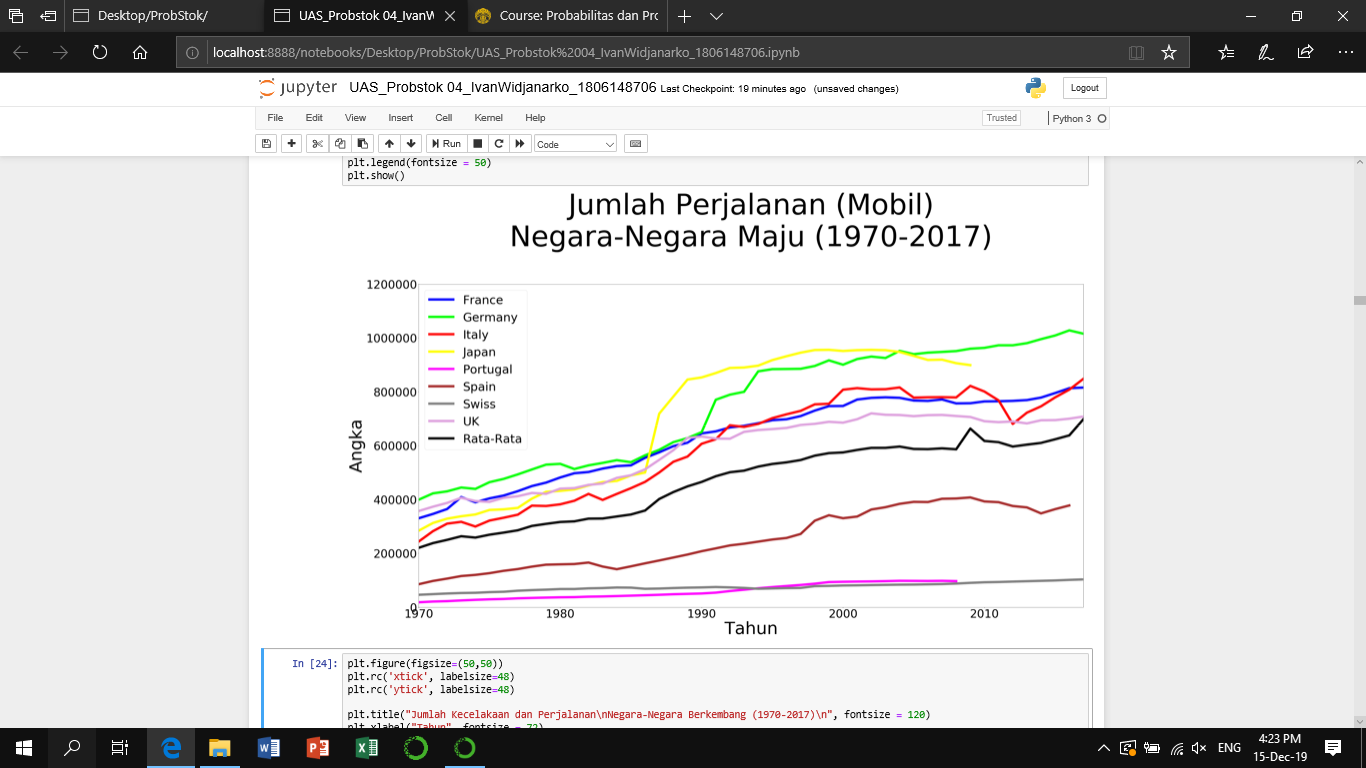 Desktop/ProbStok/
UAS_Probstok 04_IvanW
Course: Probabilitas dan Pro
localhost:8888/notebooks/Desktop/ProbStok/UAS_Probstok%2004_IvanWidjanarko_1806148706.ipynb
jupyter UAS_Probstok 04_IvanWidjanarko_1806148706 Last Checkpoint: 19 minutes ago (unsaved changes)
Logout
File Edit View Insert Cell Kernel Help
Trusted
Python 3
Run
Code
plt.legend(fontsize = 50)
plt.show()
Jumlah Perjalanan (Mobil)
Negara-Negara Maju (1970-2017)
1200000
1000000
800000
600000
400000
200000
0
Angka
France
Germany
Italy
Japan
Portugal
Spain
Swiss
UK
Rata-Rata
1970 1980 1990 2000 2010
Tahun
In [24]:
plt.figure(figsize=(50,50))
plt.rc('xtick', labelsize=48)
plt.rc('ytick', labelsize=48)
plt.title("Jumlah Kecelakaan dan Perjalanan\nNegara-Negara Berkembang (1970-2017)\n", fontsize = 120)
plt.xlabel("Tahun", fontsize = 72)
4:23 PM
ENG
15-Dec-19